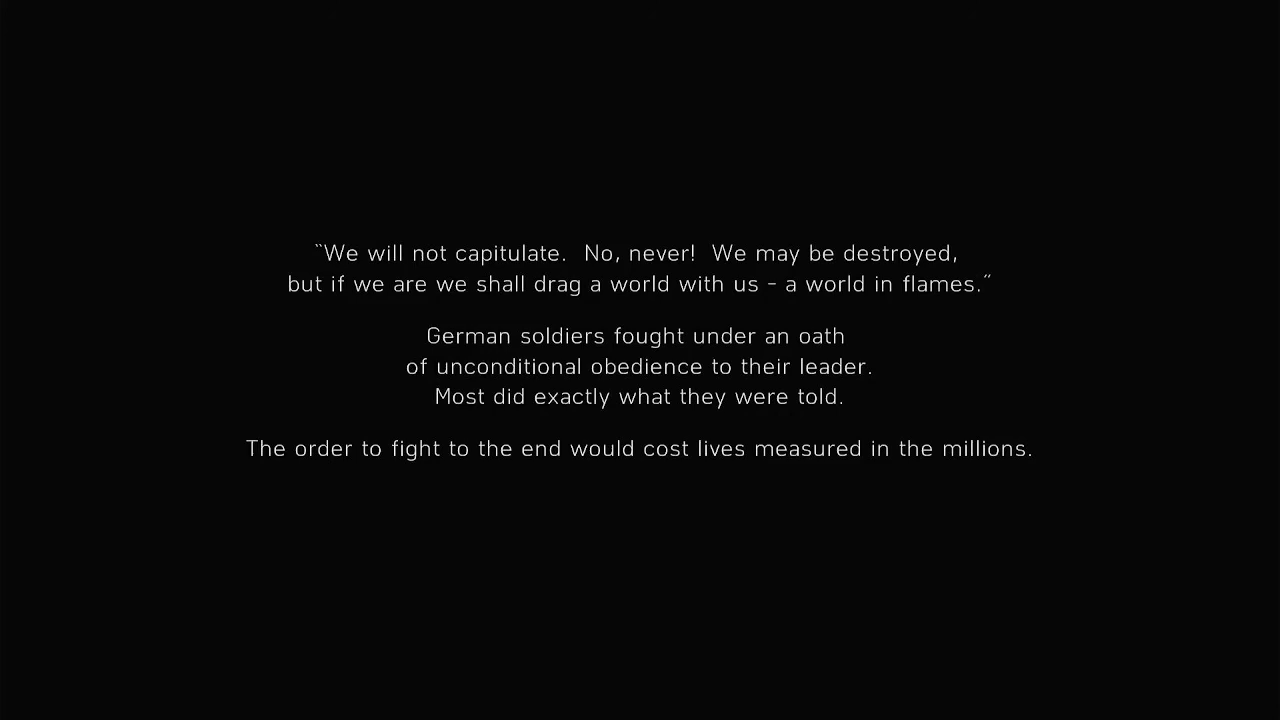 “We will not capitulate.  No, never!  We may be destroyed,
but if we are we shall drag a world with us - a world in flames.”
German soldiers fought under an oath
of unconditional obedience to their leader.
Most did exactly what they were told.
The order to fight to the end would cost lives measured in the millions.